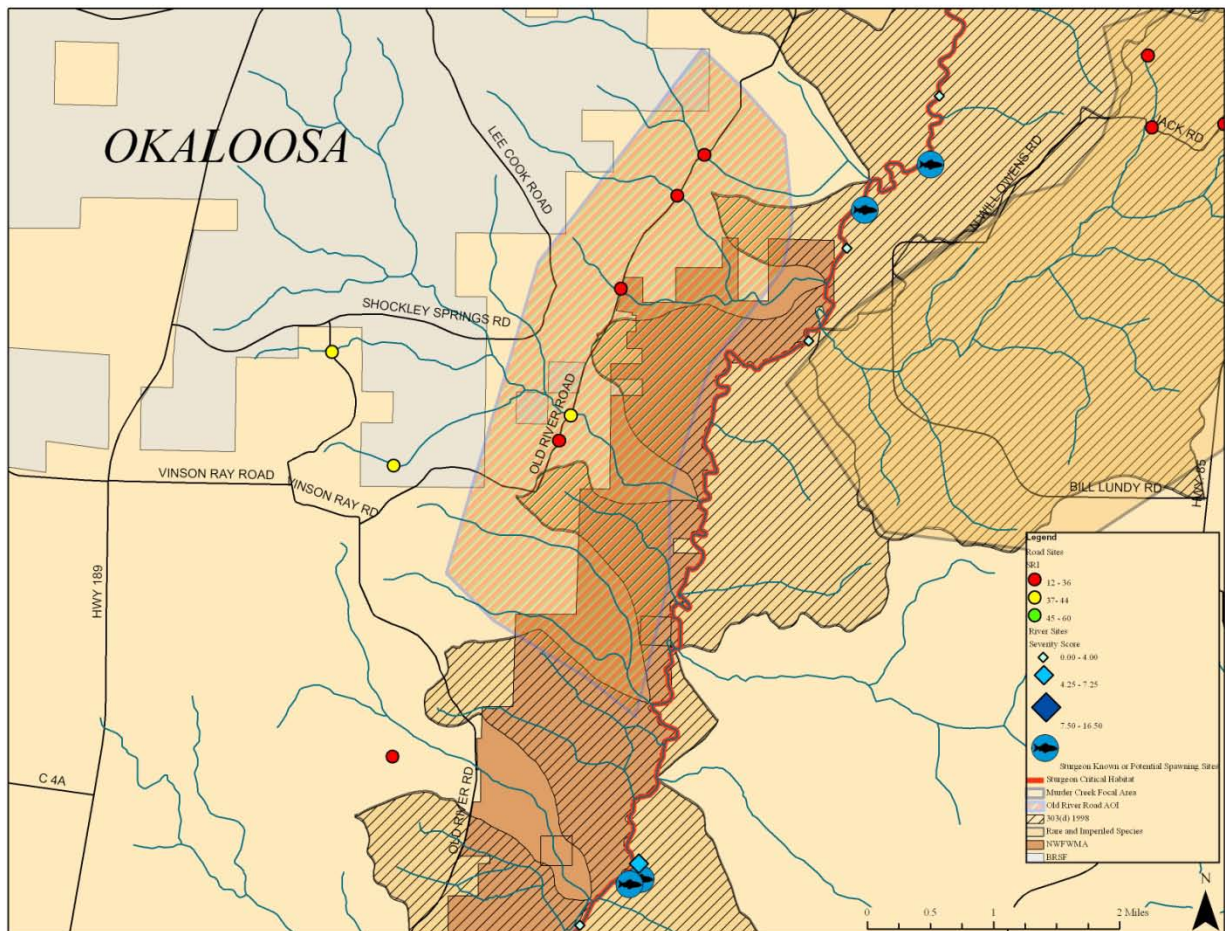 OKALOOSA
LEE COOK ROAD
JACK RD
N WILL OWENS RD
SHOCKLEY SPRINGS RD
OLD RIVER ROAD
VINSON RAY ROAD
VINSON RAY RD
BILL LUNDY RD
HWY 85
HWY 189
C 4A
OLD RIVER RD
Legend
Road Sites
SRI
12 - 36
37 - 44
45 - 60
River Sites
Severity Score
0.00 - 4.00
4.25 - 7.25
7.50 - 16.50
Sturgeon Known or Potential Spawning Sites
Sturgeon Critical Habitat
Murder Creek Focal Area
Old River Road AOI
303(d) 1998
Rare and Imperiled Species
NWFWMA
BRSF
N
0 0.5 1 2 Miles